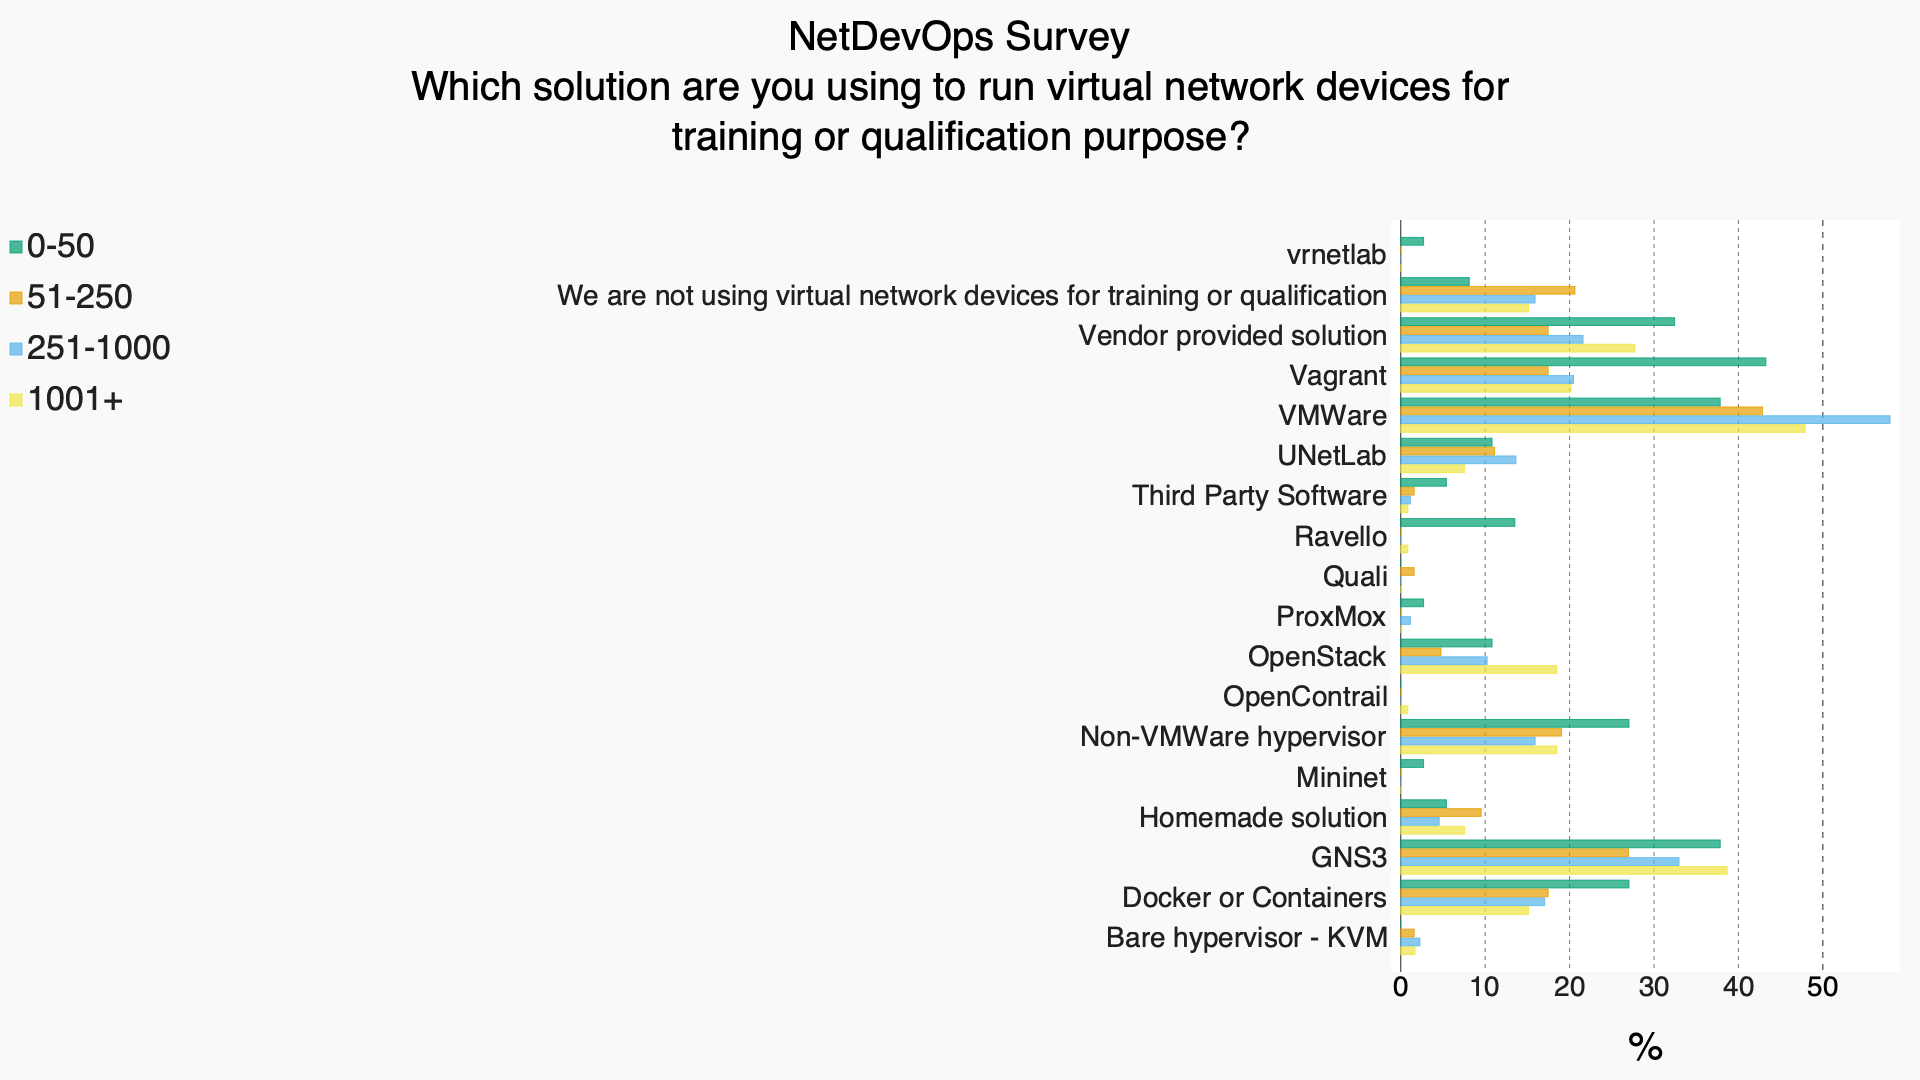 NetDevOps Survey
Which solution are you using to run virtual network devices for
training or qualification purpose?
0-50
51-250
251-1000
1001+
vrnetlab
We are not using virtual network devices for training or qualification
Vendor provided solution
Vagrant
VMWare
UNetLab
Third Party Software
Ravello
Quali
ProxMox
OpenStack
OpenContrail
Non-VMWare hypervisor
Mininet
Homemade solution
GNS3
Docker or Containers
Bare hypervisor - KVM
0 10 20 30 40 50
%